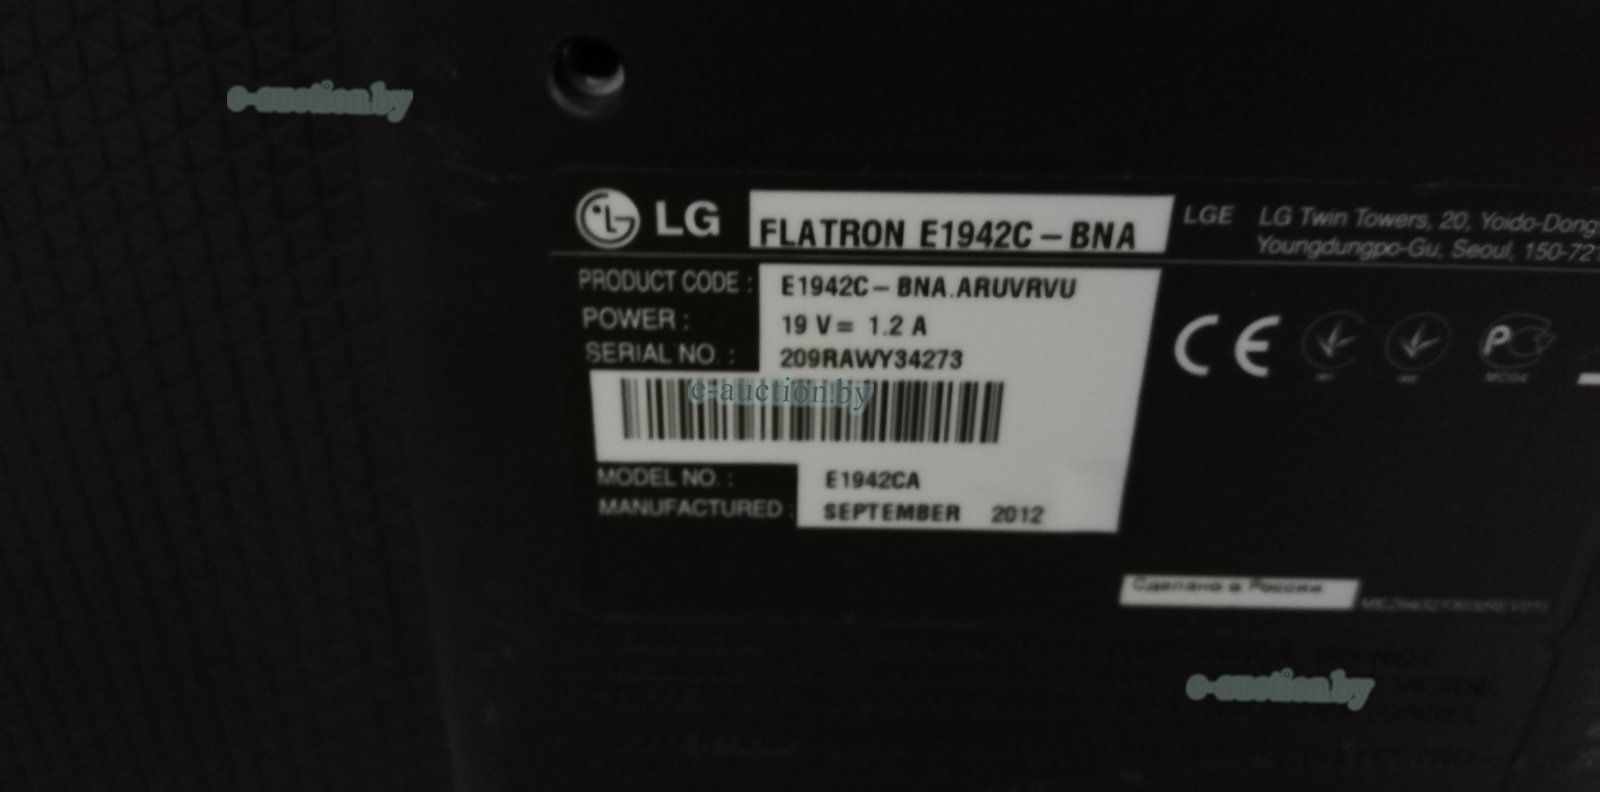 e-auction.by
LG FLATRON E1942C-BNA LGE LG Twin Towers, 20, Yoido-Dong
Youngdungpo-Gu, Seoul, 150-721
PRODUCT CODE : E1942C-BNA.ARUVRVU
POWER : 19 V= 1.2 A
SERIAL NO. : 209RAWY34273
CE
e-auction.by
MODEL NO. : E1942CA
MANUFACTURED : SEPTEMBER 2012
Сделано в России
e-auction.by